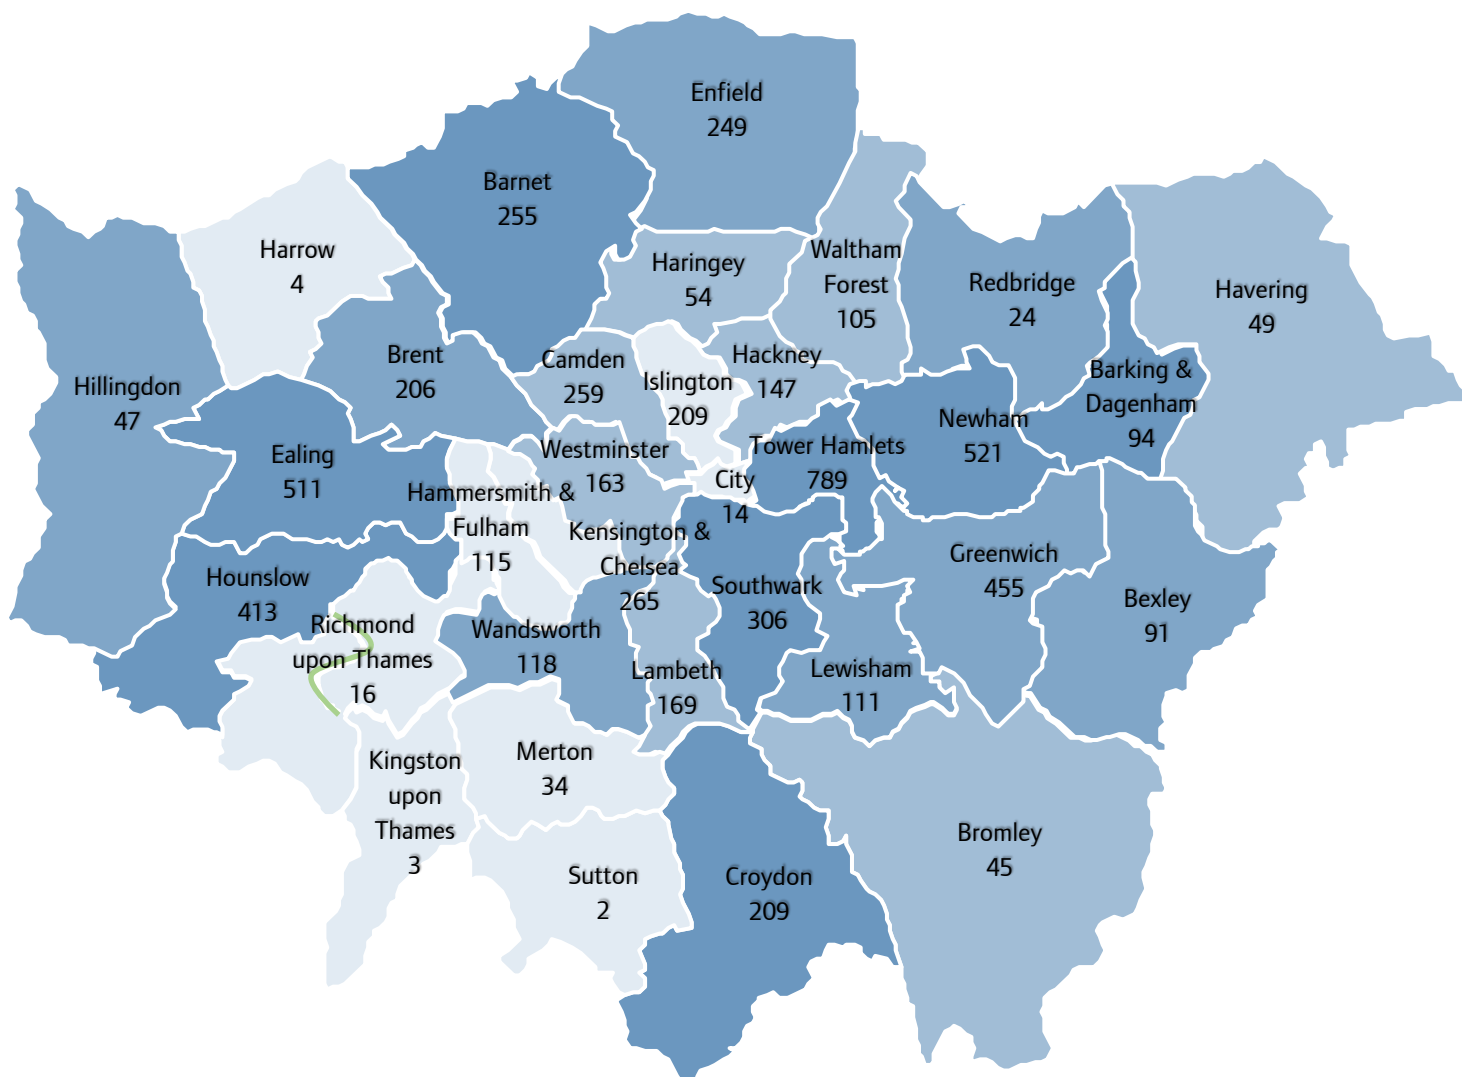 Enfield
249
Barnet
255
Harrow
4
Haringey
54
Waltham
Forest
105
Redbridge
24
Havering
49
Hillingdon
47
Brent
206
Camden
259
Islington
209
Hackney
147
Barking &
Dagenham
94
Ealing
511
Westminster
163
Tower Hamlets
789
Newham
521
City
14
Hammersmith &
Fulham
115
Kensington &
Chelsea
265
Greenwich
455
Hounslow
413
Southwark
306
Bexley
91
Richmond
upon Thames
16
Wandsworth
118
Lambeth
169
Lewisham
111
Kingston
upon
Thames
3
Merton
34
Bromley
45
Sutton
2
Croydon
209